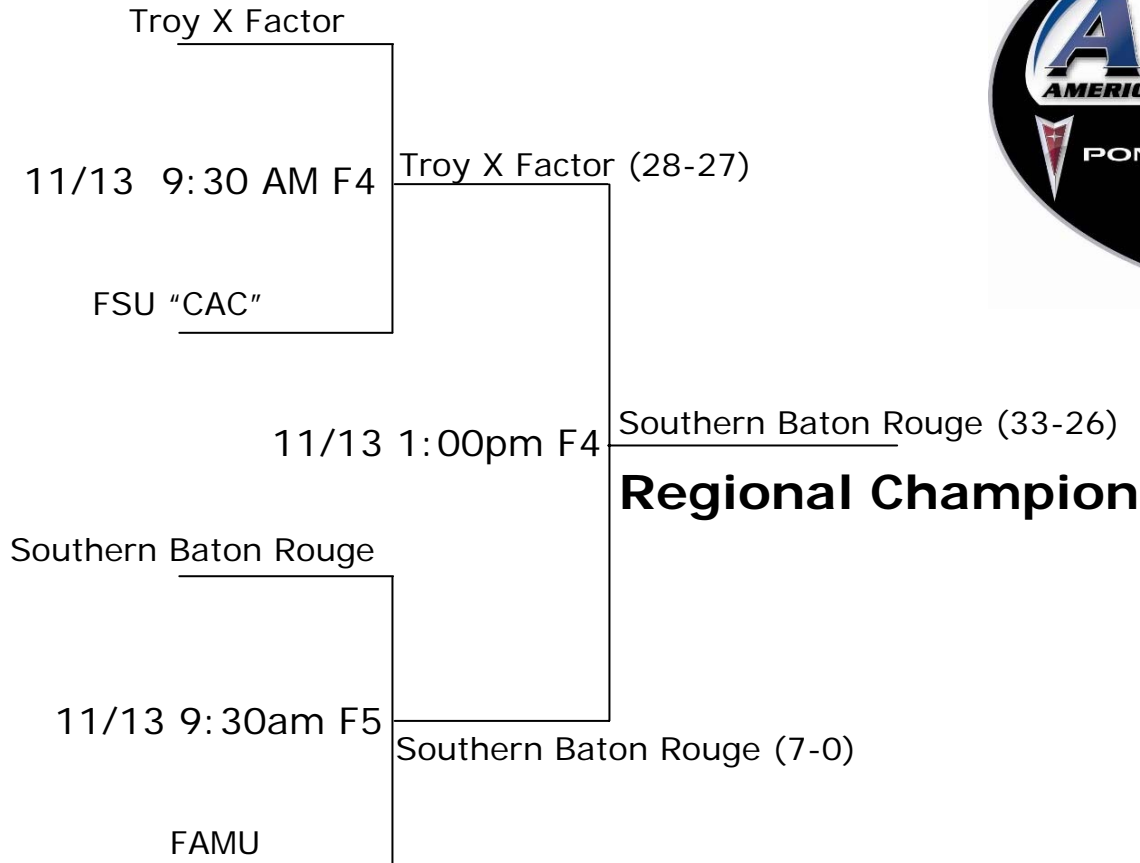 Troy X Factor
11/13 9:30 AM F4
Troy X Factor (28-27)
FSU “CAC”
11/13 1:00pm F4
Southern Baton Rouge (33-26)
Regional Champion
Southern Baton Rouge
11/13 9:30am F5
Southern Baton Rouge (7-0)
FAMU